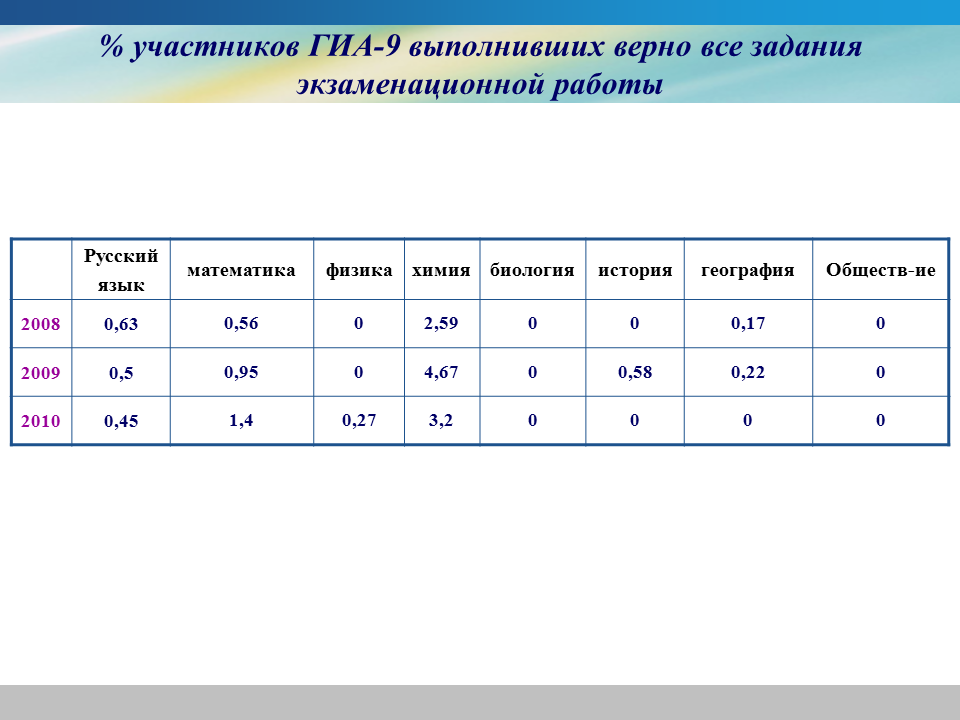 % участников ГИА-9 выполнивших верно все задания
экзаменационной работы
Русский язык математика физика химия биология история география Обществ-ие
2008 0,63 0,56 0 2,59 0 0 0,17 0
2009 0,5 0,95 0 4,67 0 0,58 0,22 0
2010 0,45 1,4 0,27 3,2 0 0 0 0